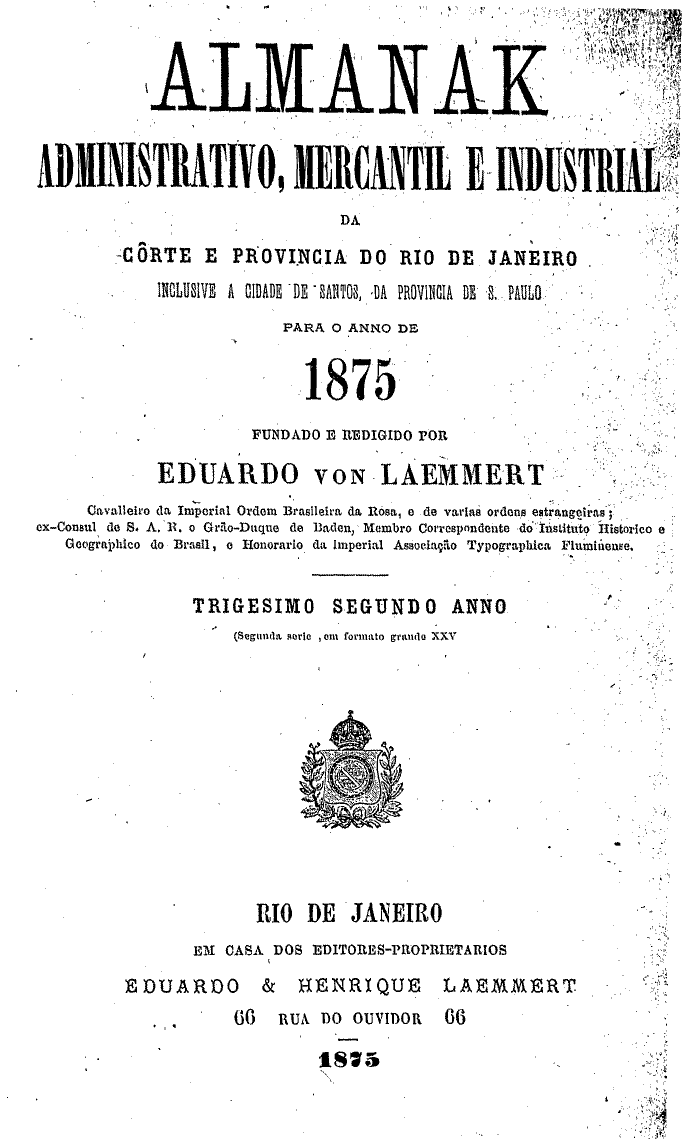 ALMANAK
ADMINISTRATIVO, MERCANTIL E INDUSTRIAL
DA
CÔRTE E PROVINCIA DO RIO DE JANEIRO
INCLUSIVE A CIDADE DE SANTOS, DA PROVINCIA DE S. PAULO
PARA O ANNO DE
1875
FUNDADO E REDIGIDO POR
EDUARDO VON LAEMMERT
Cavalleiro da Imperial Ordem Brasileira da Rosa, e de varias ordens estrangeiras;
ex-Consul de S. A. R. o Grão-Duque de Baden, Membro Correspondente do Instituto Historico e
Geographico do Brasil, e Honorario da Imperial Associação Typographica Fluminense.
TRIGESIMO SEGUNDO ANNO
(Segunda serie ,em formato grande XXV
RIO DE JANEIRO
EM CASA DOS EDITORES-PROPRIETARIOS
EDUARDO & HENRIQUE LAEMMERT
66 RUA DO OUVIDOR 66
1875